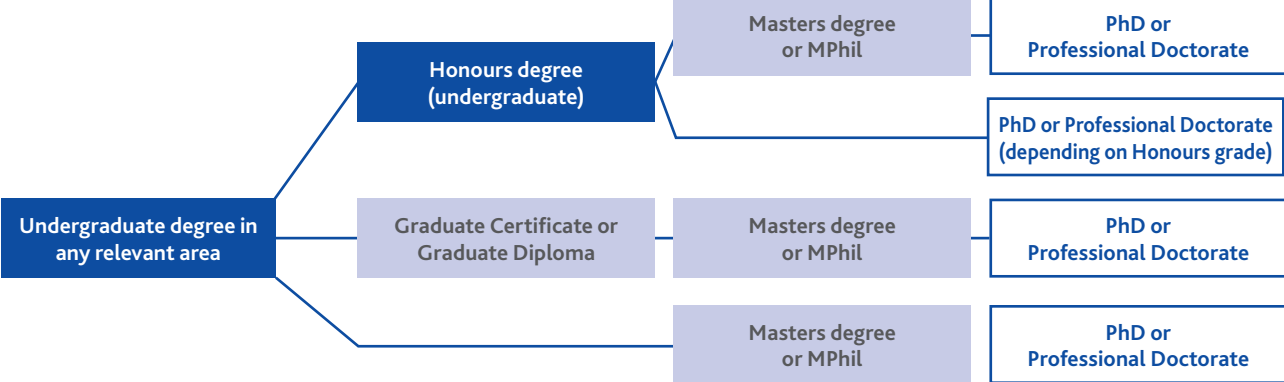 Masters degree
or MPhil
PhD or
Professional Doctorate
Honours degree
(undergraduate)
PhD or Professional Doctorate
(depending on Honours grade)
Undergraduate degree in
any relevant area
Graduate Certificate or
Graduate Diploma
Masters degree
or MPhil
PhD or
Professional Doctorate
Masters degree
or MPhil
PhD or
Professional Doctorate